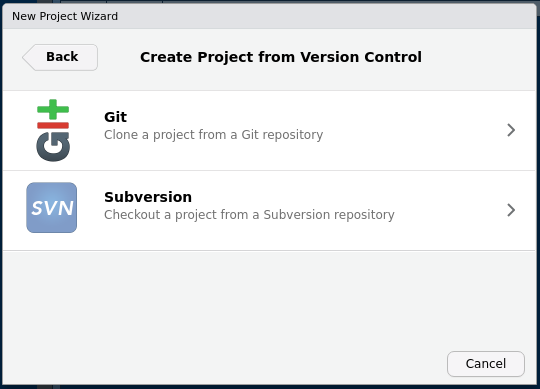 New Project Wizard
Back
Create Project from Version Control
git
Git
Clone a project from a Git repository
SVN
Subversion
Checkout a project from a Subversion repository
Cancel